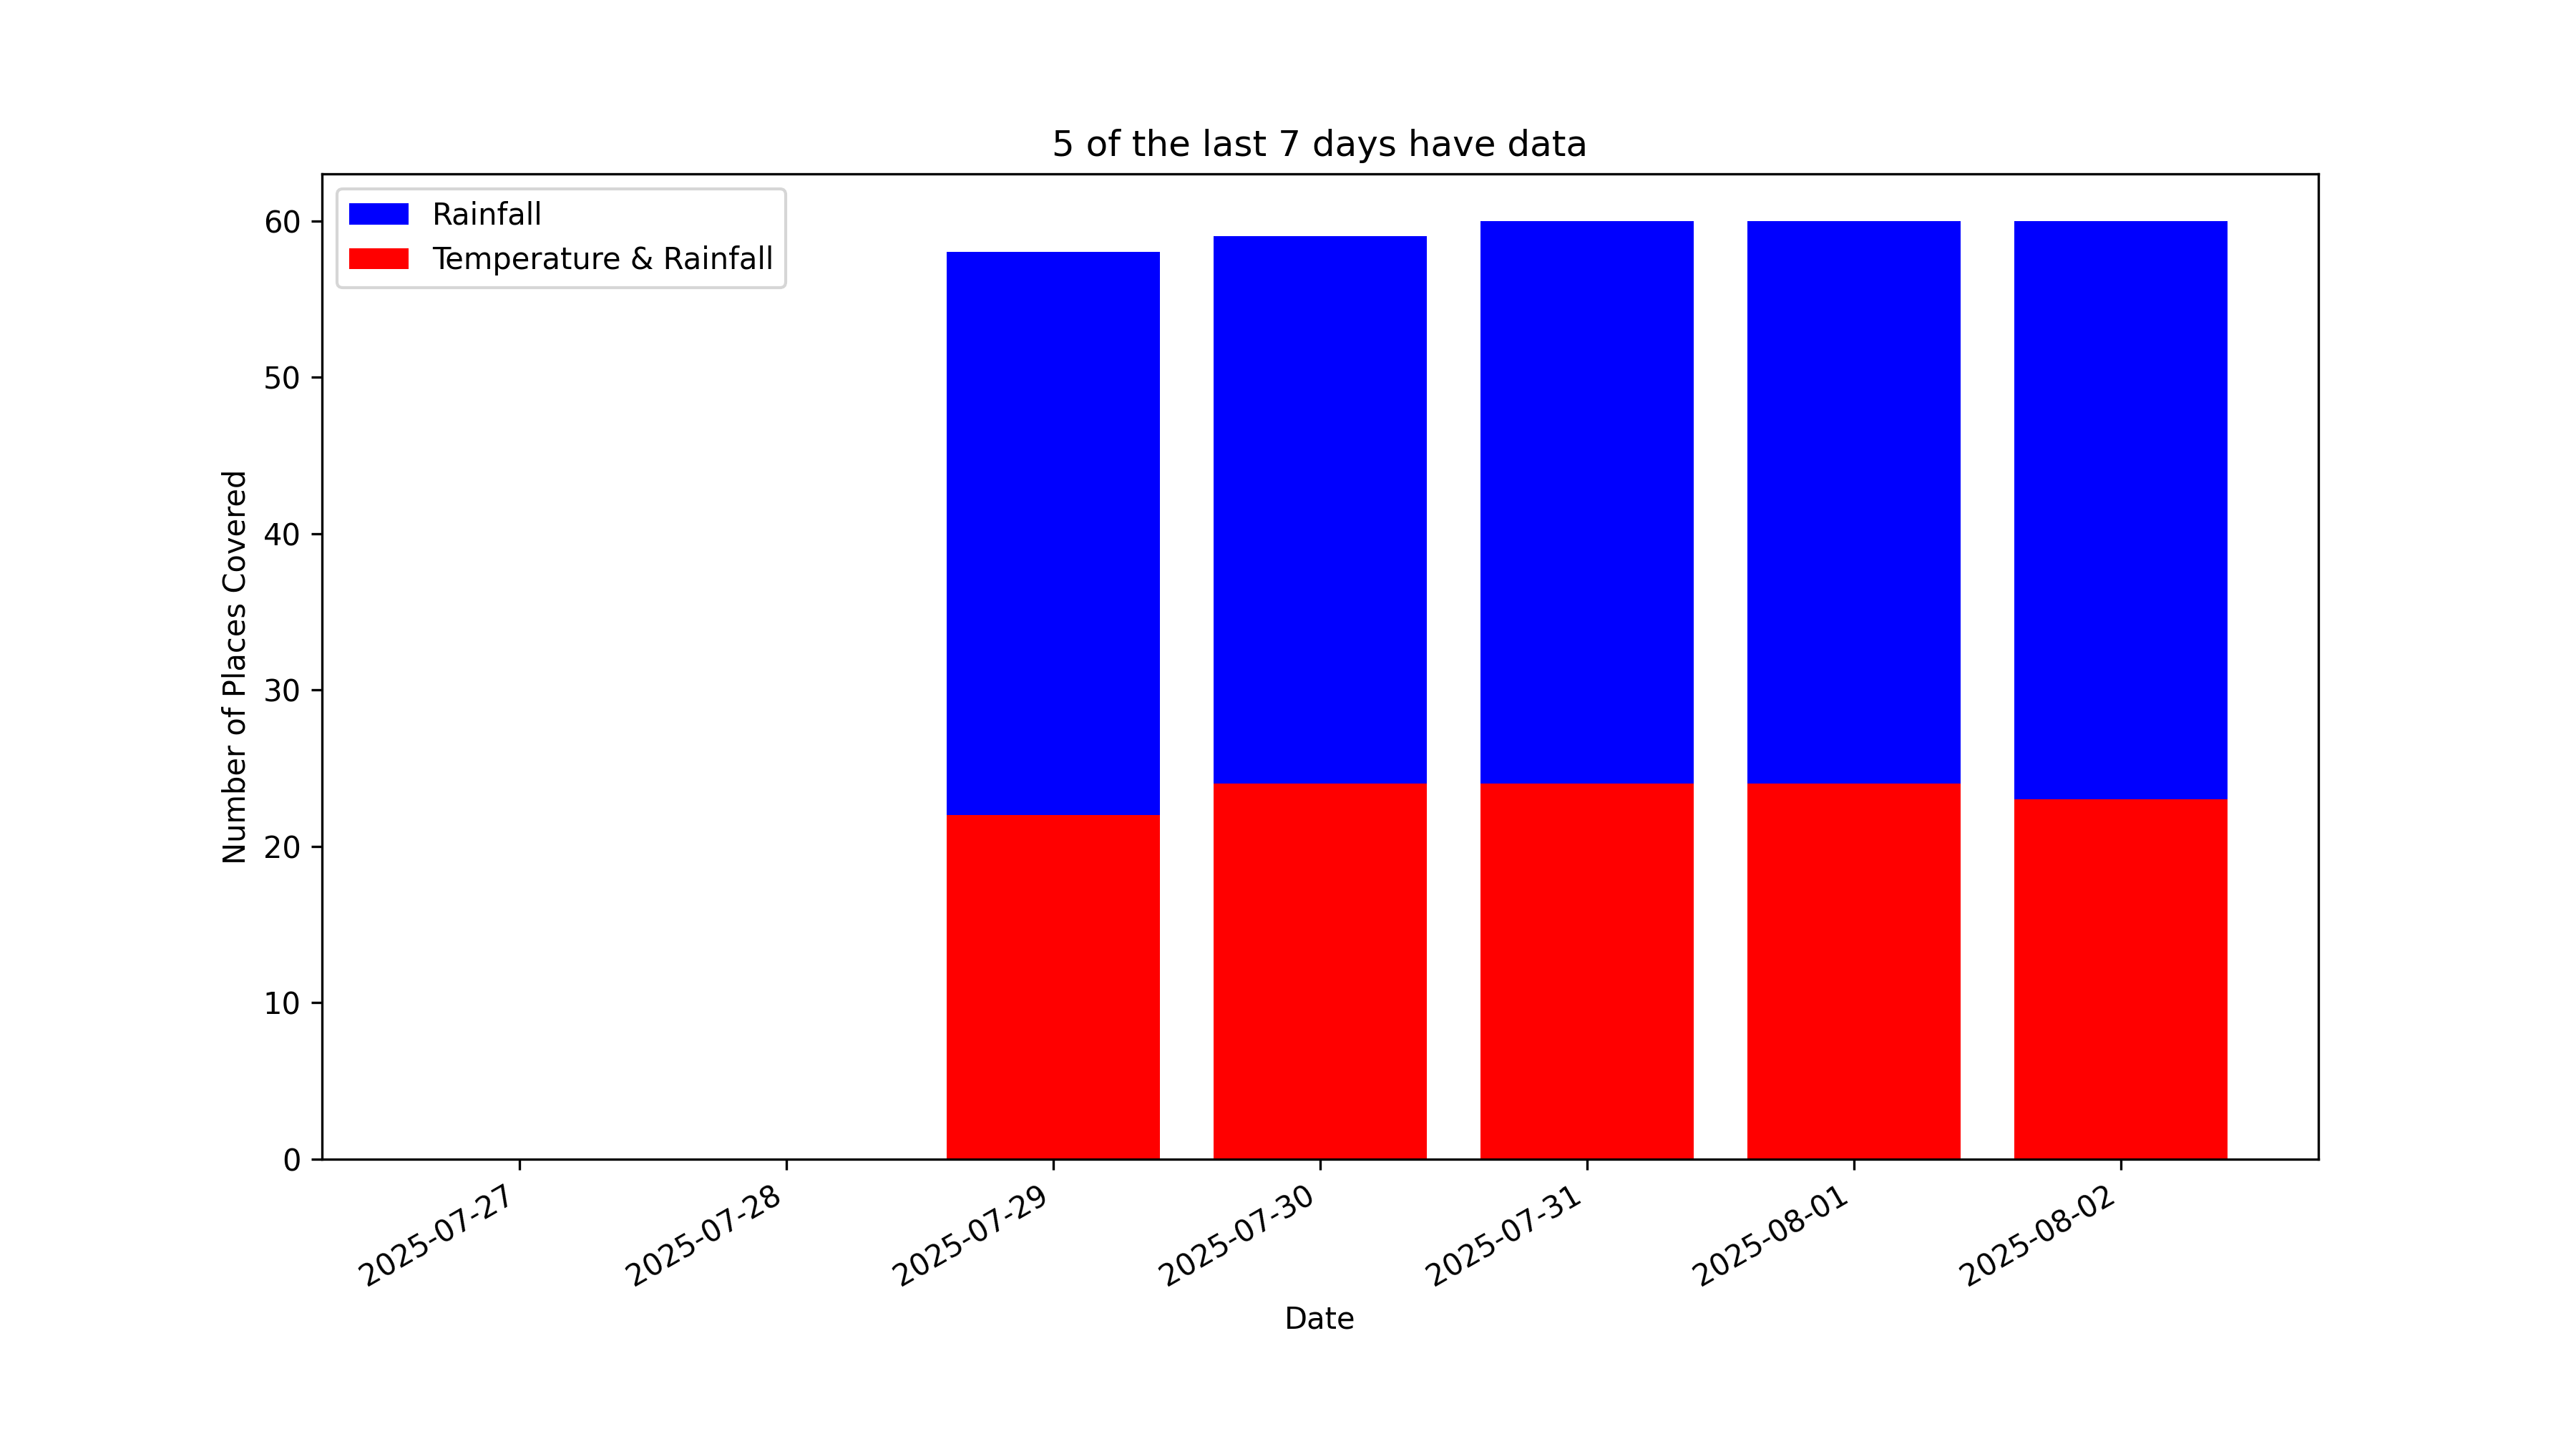 5 of the last 7 days have data
Rainfall
Temperature & Rainfall
Number of Places Covered
60
50
40
30
20
10
0
2025-07-27
2025-07-28
2025-07-29
2025-07-30
2025-07-31
2025-08-01
2025-08-02
Date